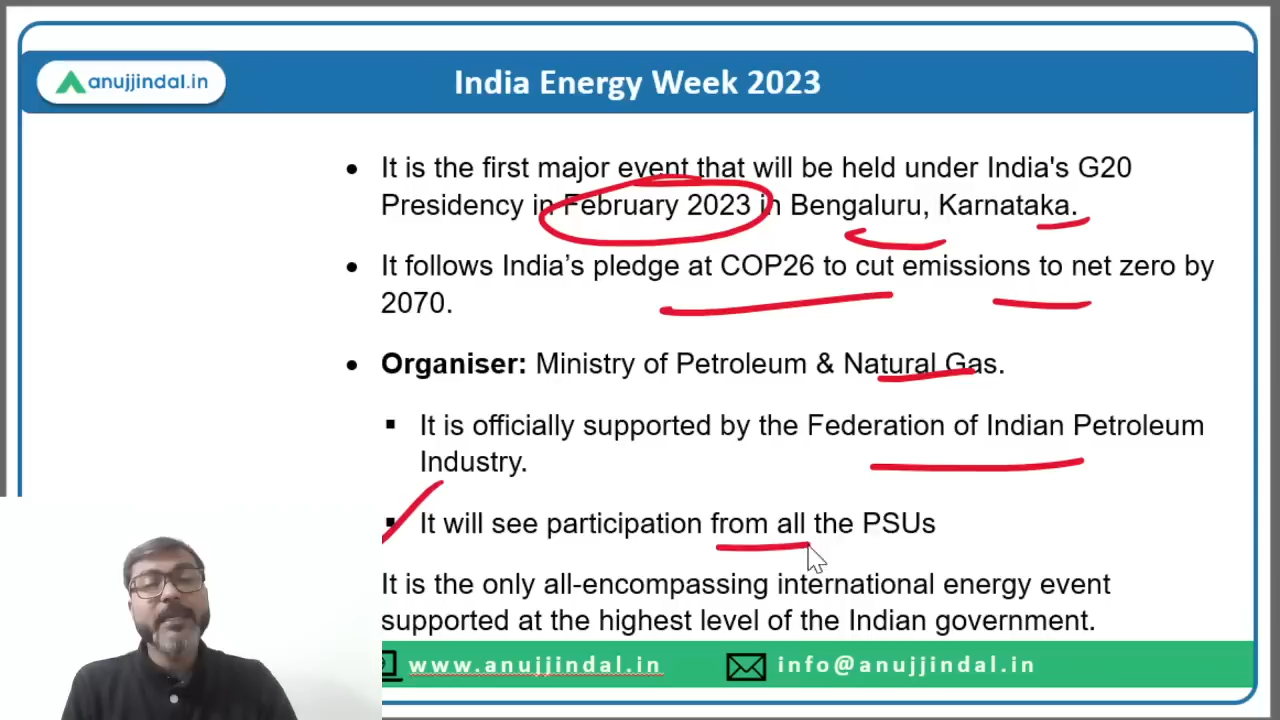 anujjindal.in
India Energy Week 2023
• It is the first major event that will be held under India's G20
Presidency in February 2023 in Bengaluru, Karnataka.
• It follows India’s pledge at COP26 to cut emissions to net zero by
2070.
• Organiser: Ministry of Petroleum & Natural Gas.
▪ It is officially supported by the Federation of Indian Petroleum
Industry.
▪ It will see participation from all the PSUs
It is the only all-encompassing international energy event
supported at the highest level of the Indian government.
www.anujjindal.in
info@anujjindal.in